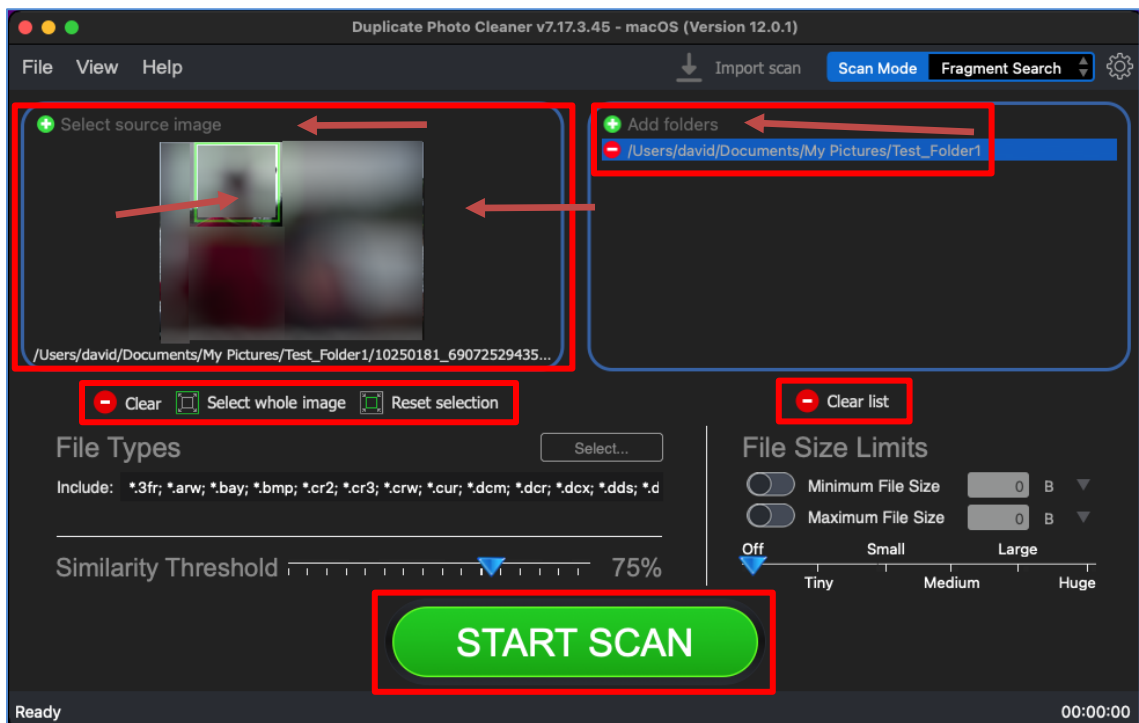 Duplicate Photo Cleaner v7.17.3.45 - macOS (Version 12.0.1)
File View Help Import scan Scan Mode Fragment Search
Select source image
Add folders
/Users/david/Documents/My Pictures/Test_Folder1
/Users/david/Documents/My Pictures/Test_Folder1/10250181_69072529435...
Clear Select whole image Reset selection
Clear list
File Types Select...
Include: *.3fr; *.arw; *.bay; *.bmp; *.cr2; *.cr3; *.crw; *.cur; *.dcm; *.dcr; *.dcx; *.dds; *.d
Similarity Threshold 75%
File Size Limits
Minimum File Size 0 B
Maximum File Size 0 B
Off Small Large
Tiny Medium Huge
START SCAN
Ready 00:00:00